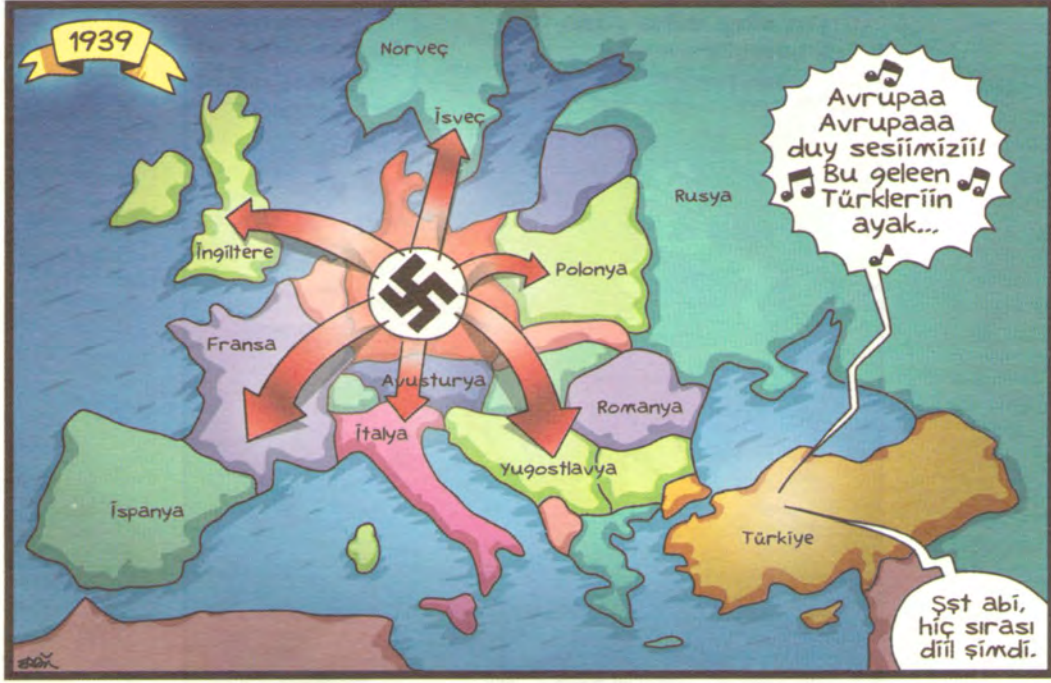 1939
Norveç
İsveç
Rusya
İngiltere
Polonya
Fransa
Avusturya
Romanya
İtalya
Yugostlavya
İspanya
Türkiye
Avrupaa
Avrupaaa
duy sesiimizii!
Bu geleen
Türkleriin
ayak...
Şşt abi,
hiç sırası
diil şimdi.